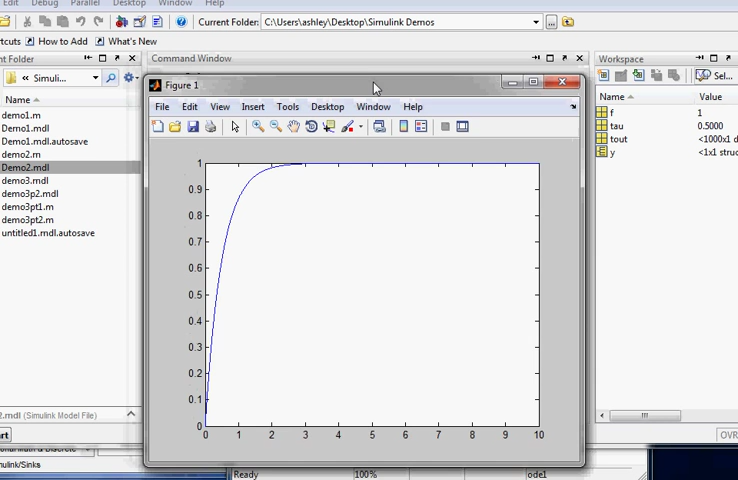 Edit Debug Parallel Desktop Window Help
Current Folder: C:\Users\ashley\Desktop\Simulink Demos
How to Add What's New
Folder
Command Window
Workspace
Simuli...
Name
demo1.m
Demo1.mdl
Demo1.mdl.autosave
demo2.m
Demo2.mdl
demo3.mdl
demo3p2.mdl
demo3pt1.m
demo3pt2.m
untitled1.mdl.autosave
2.mdl (Simulink Model File)
Figure 1
File Edit View Insert Tools Desktop Window Help
1
0.9
0.8
0.7
0.6
0.5
0.4
0.3
0.2
0.1
0
0 1 2 3 4 5 6 7 8 9 10
Sel...
Name Value
f 1
tau 0.5000
tout <1000x1 d
y <1x1 struc
OVR
Ready 100% ode1